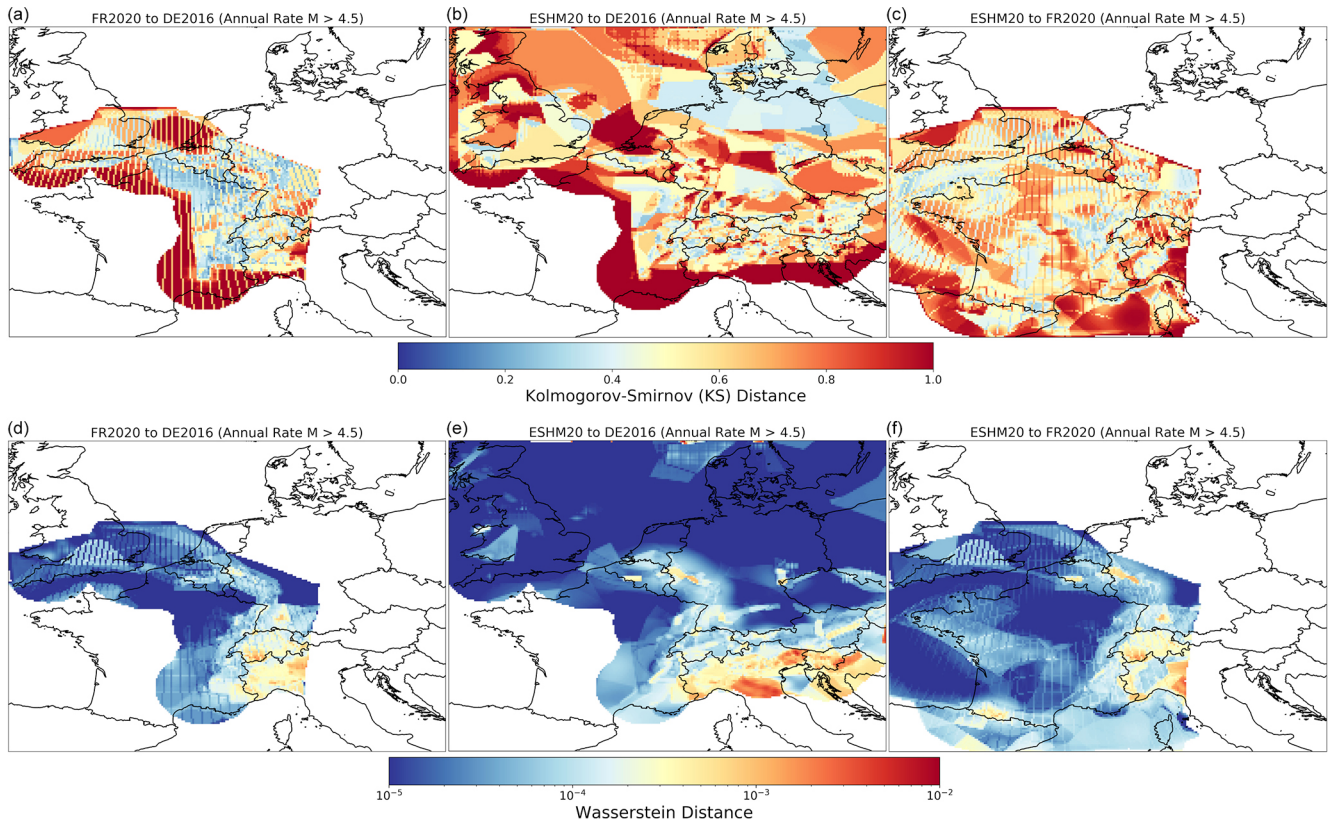 (a) FR2020 to DE2016 (Annual Rate M > 4.5)
(b) ESHM20 to DE2016 (Annual Rate M > 4.5)
(c) ESHM20 to FR2020 (Annual Rate M > 4.5)
0.0 0.2 0.4 0.6 0.8 1.0
Kolmogorov-Smirnov (KS) Distance
(d) FR2020 to DE2016 (Annual Rate M > 4.5)
(e) ESHM20 to DE2016 (Annual Rate M > 4.5)
(f) ESHM20 to FR2020 (Annual Rate M > 4.5)
10⁻⁵ 10⁻⁴ 10⁻³ 10⁻²
Wasserstein Distance